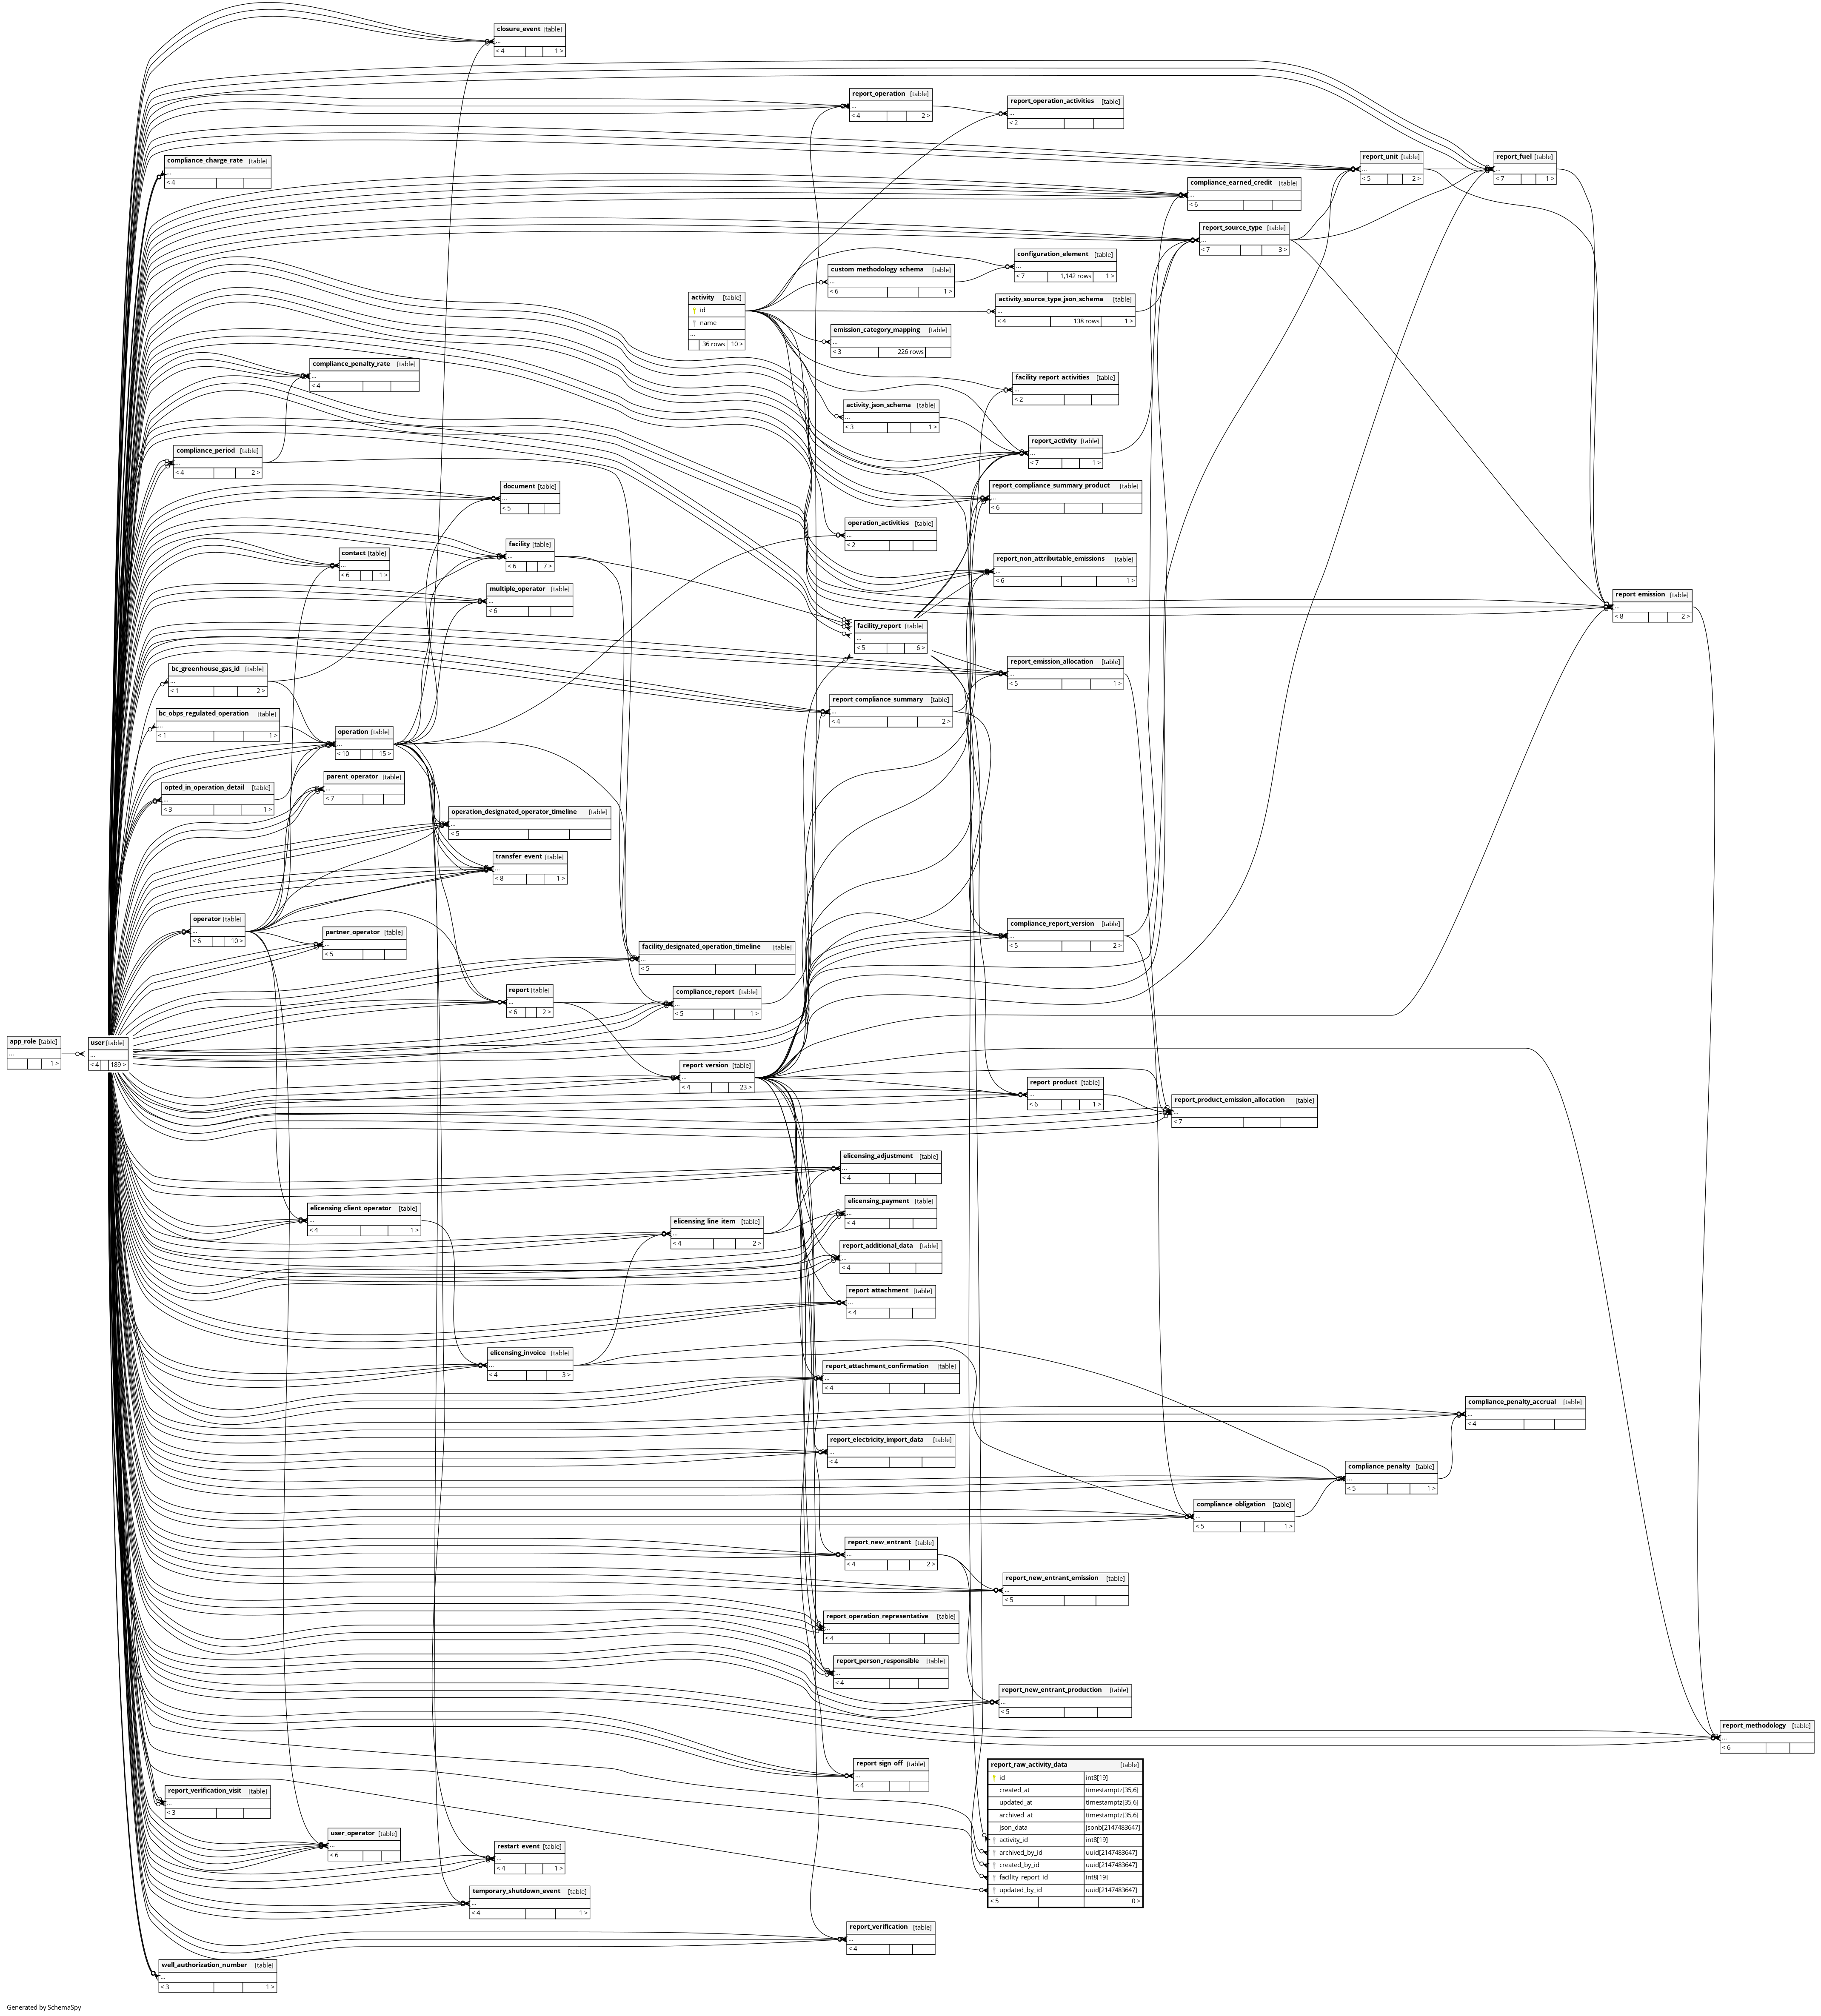 closure_event [table]
...
< 4 1 >
report_operation [table]
...
< 4 2 >
report_operation_activities [table]
...
< 2
compliance_charge_rate [table]
...
< 4
report_unit [table]
...
< 5 2 >
report_fuel [table]
...
< 7 1 >
compliance_earned_credit [table]
...
< 6
report_source_type [table]
...
< 7 3 >
configuration_element [table]
...
< 7 1,142 rows 1 >
custom_methodology_schema [table]
...
< 6 1 >
activity [table]
id
name
...
36 rows 10 >
activity_source_type_json_schema [table]
...
< 4 138 rows 1 >
emission_category_mapping [table]
...
< 3 226 rows
compliance_penalty_rate [table]
...
< 4
facility_report_activities [table]
...
< 2
activity_json_schema [table]
...
< 3 1 >
report_activity [table]
...
< 7 1 >
compliance_period [table]
...
< 4 2 >
document [table]
...
< 5
report_compliance_summary_product [table]
...
< 6
operation_activities [table]
...
< 2
facility [table]
...
< 6 7 >
contact [table]
...
< 6 1 >
report_non_attributable_emissions [table]
...
< 6 1 >
multiple_operator [table]
...
< 6
report_emission [table]
...
< 8 2 >
facility_report [table]
...
< 5 6 >
report_emission_allocation [table]
...
< 5 1 >
bc_greenhouse_gas_id [table]
...
< 1 2 >
report_compliance_summary [table]
...
< 4 2 >
bc_obps_regulated_operation [table]
...
< 1 1 >
operation [table]
...
< 10 15 >
parent_operator [table]
...
< 7
opted_in_operation_detail [table]
...
< 3 1 >
operation_designated_operator_timeline [table]
...
< 5
transfer_event [table]
...
< 8 1 >
operator [table]
...
< 6 10 >
compliance_report_version [table]
...
< 5 2 >
partner_operator [table]
...
< 5
facility_designated_operation_timeline [table]
...
< 5
report [table]
...
< 6 2 >
compliance_report [table]
...
< 5 1 >
app_role [table]
...
1 >
user [table]
...
< 4 189 >
report_version [table]
...
< 4 23 >
report_product [table]
...
< 6 1 >
report_product_emission_allocation [table]
...
< 7
elicensing_adjustment [table]
...
< 4
elicensing_payment [table]
...
< 4
elicensing_client_operator [table]
...
< 4 1 >
elicensing_line_item [table]
...
< 4 2 >
report_additional_data [table]
...
< 4
report_attachment [table]
...
< 4
elicensing_invoice [table]
...
< 4 3 >
report_attachment_confirmation [table]
...
< 4
compliance_penalty_accrual [table]
...
< 4
report_electricity_import_data [table]
...
< 4
compliance_penalty [table]
...
< 5 1 >
compliance_obligation [table]
...
< 5 1 >
report_new_entrant [table]
...
< 4 2 >
report_new_entrant_emission [table]
...
< 5
report_operation_representative [table]
...
< 4
report_person_responsible [table]
...
< 4
report_new_entrant_production [table]
...
< 5
report_methodology [table]
...
< 6
report_sign_off [table]
...
< 4
report_raw_activity_data [table]
id int8[19]
created_at timestamptz[35,6]
updated_at timestamptz[35,6]
archived_at timestamptz[35,6]
json_data jsonb[2147483647]
activity_id int8[19]
archived_by_id uuid[2147483647]
created_by_id uuid[2147483647]
facility_report_id int8[19]
updated_by_id uuid[2147483647]
< 5 0 >
report_verification_visit [table]
...
< 3
user_operator [table]
...
< 6
restart_event [table]
...
< 4 1 >
temporary_shutdown_event [table]
...
< 4 1 >
report_verification [table]
...
< 4
well_authorization_number [table]
...
< 3 1 >
Generated by SchemaSpy